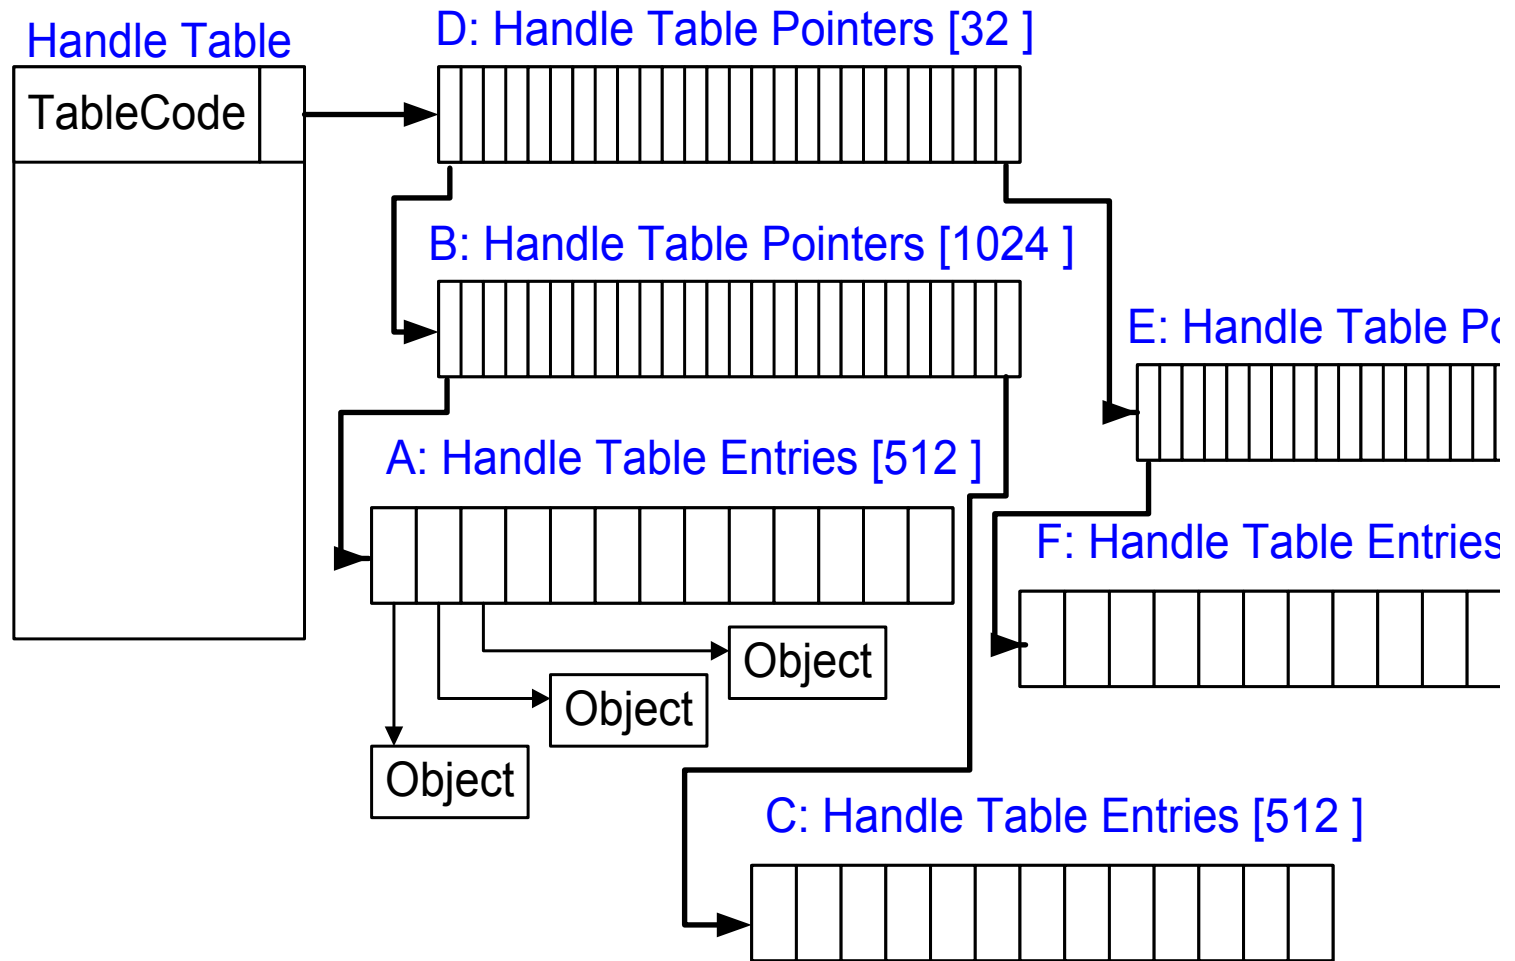 Handle Table
D: Handle Table Pointers [32 ]
TableCode
B: Handle Table Pointers [1024 ]
E: Handle Table
A: Handle Table Entries [512 ]
F: Handle Table Entries
Object
Object
Object
C: Handle Table Entries [512 ]